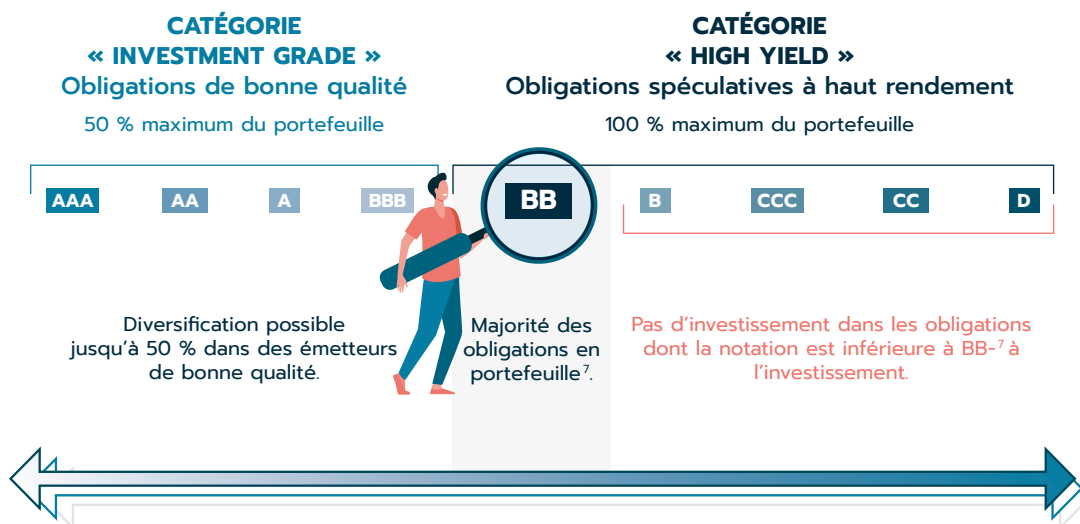 CATÉGORIE
« INVESTMENT GRADE »
Obligations de bonne qualité
50 % maximum du portefeuille
CATÉGORIE
« HIGH YIELD »
Obligations spéculatives à haut rendement
100 % maximum du portefeuille
AAA AA A BBB BB B CCC CC D
Diversification possible
jusqu'à 50 % dans des émetteurs
de bonne qualité.
Majorité des
obligations en
portefeuille⁷.
Pas d'investissement dans les obligations
dont la notation est inférieure à BB-⁷ à
l'investissement.